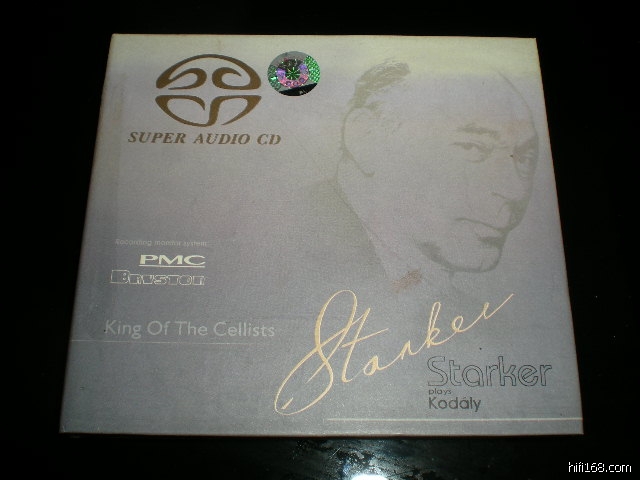 SUPER AUDIO CD
Recording monitor system:
PMC
BRYSTON
King Of The Cellists
Starker
Starker
plays
Kodály
hifi168.com